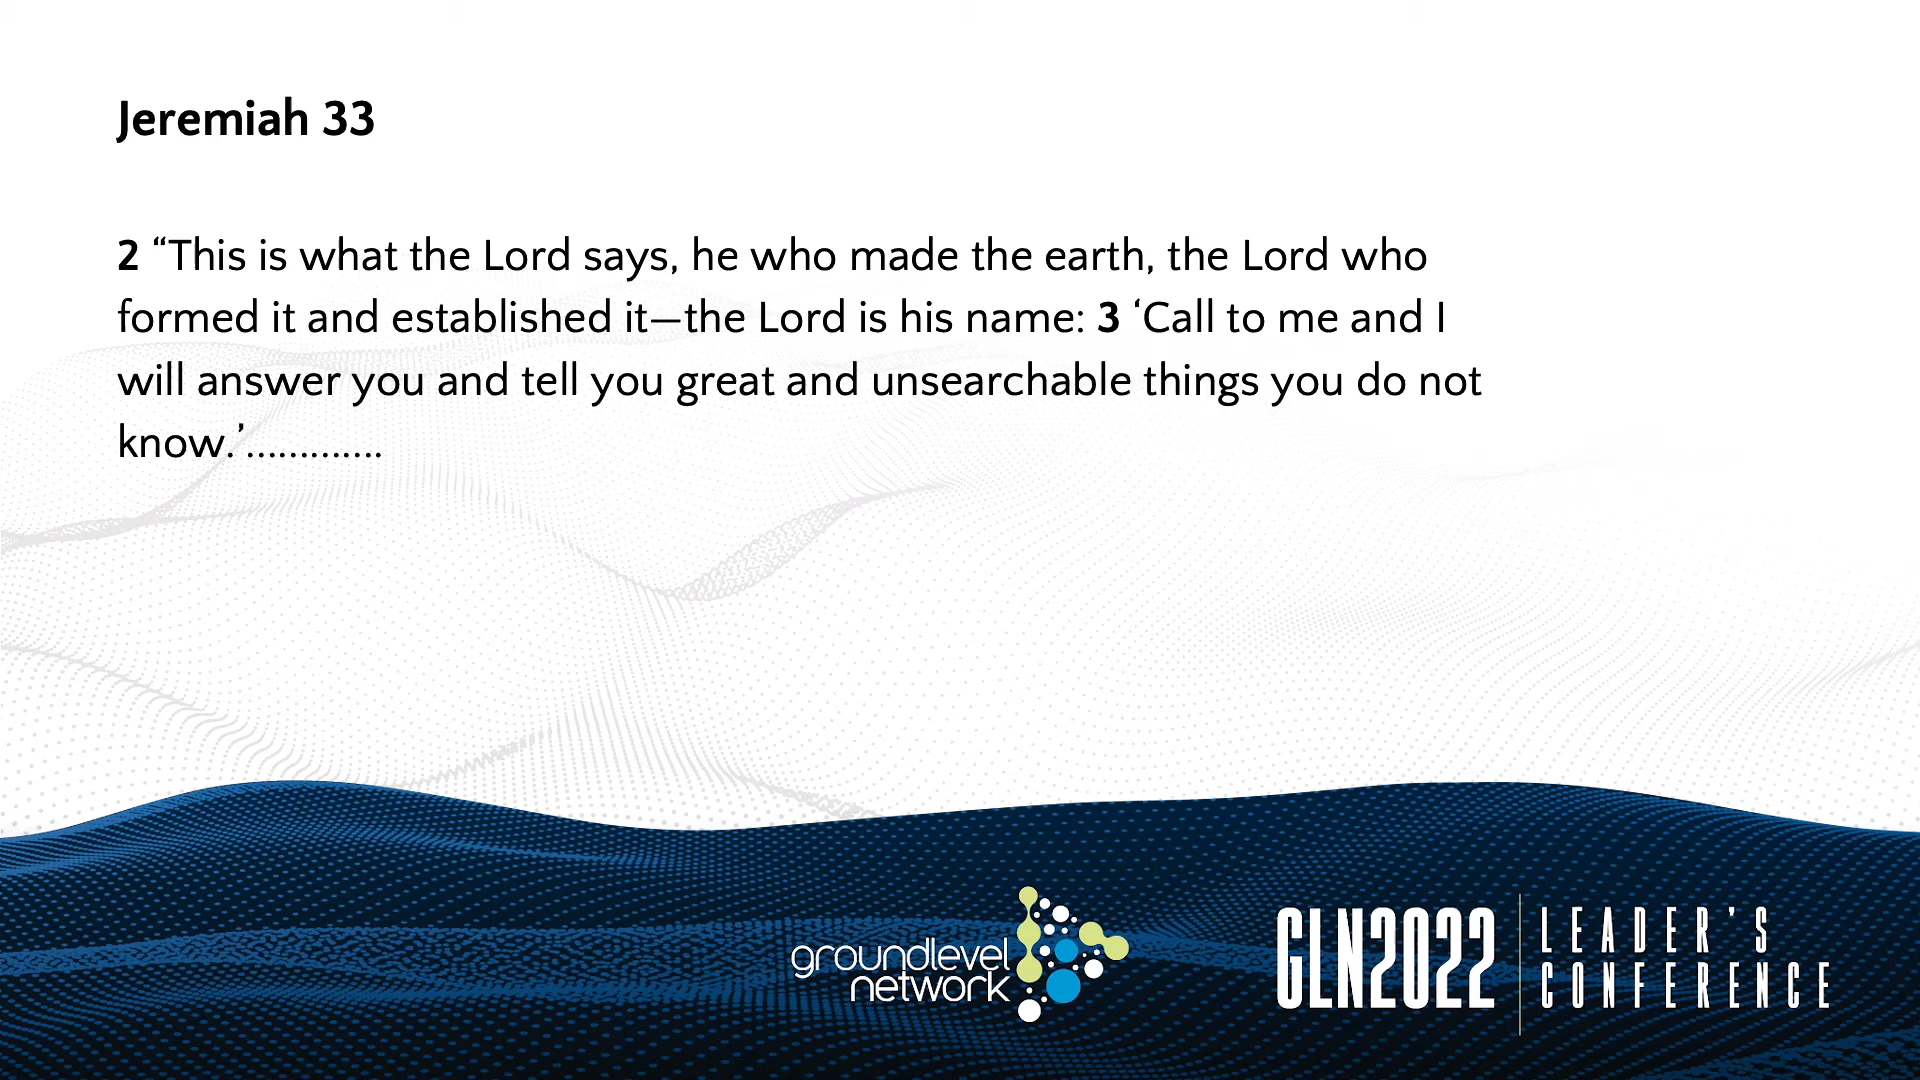 Jeremiah 33
2 “This is what the Lord says, he who made the earth, the Lord who
formed it and established it—the Lord is his name: 3 ‘Call to me and I
will answer you and tell you great and unsearchable things you do not
know.’.............
groundlevel
network
GLN2022
LEADER'S
CONFERENCE